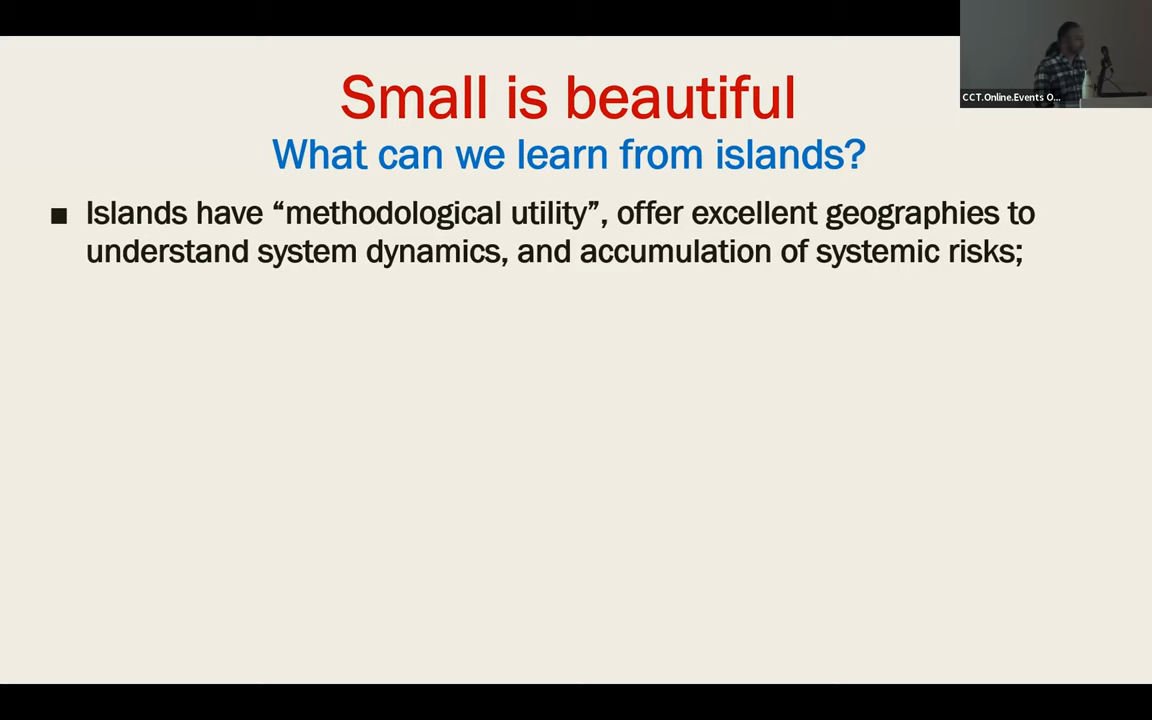 Small is beautiful
What can we learn from islands?
■ Islands have “methodological utility”, offer excellent geographies to
understand system dynamics, and accumulation of systemic risks;
CCT.Online.Events O...